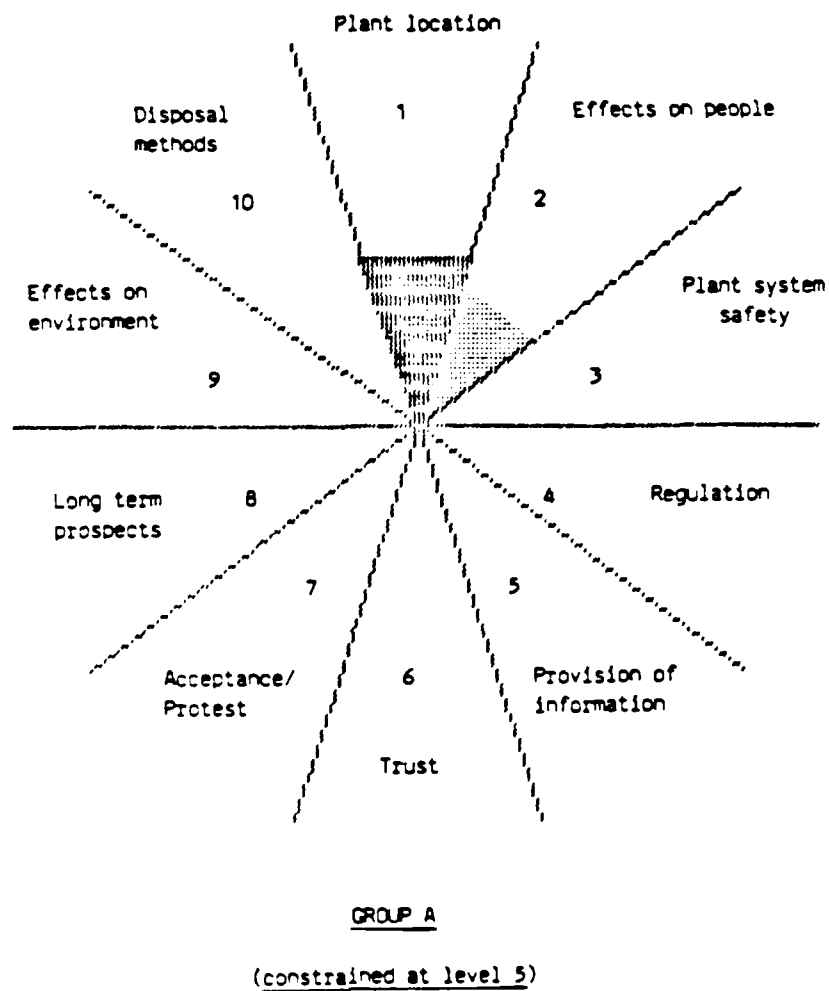 Plant location
1
Disposal
methods
Effects on people
10
2
Effects on
environment
Plant system
safety
9
3
Long term
prospects
8
4
Regulation
7
5
Acceptance/
Protest
6
Provision of
information
Trust
GROUP A
(constrained at level 5)